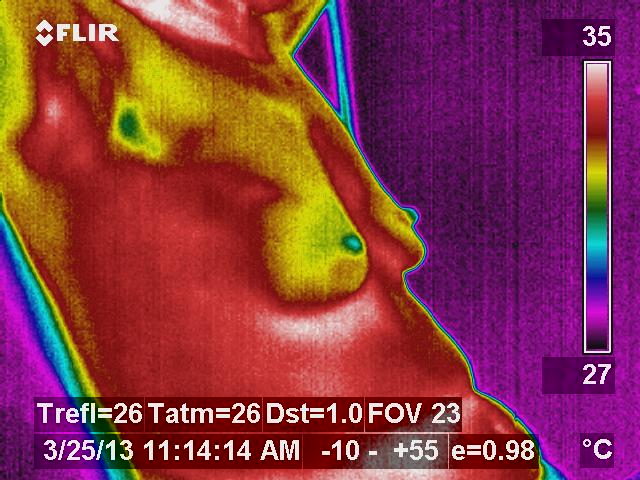 FLIR
35
27
Trefl=26 Tatm=26 Dst=1.0 FOV 23
3/25/13 11:14:14 AM -10 - +55 e=0.98 °C